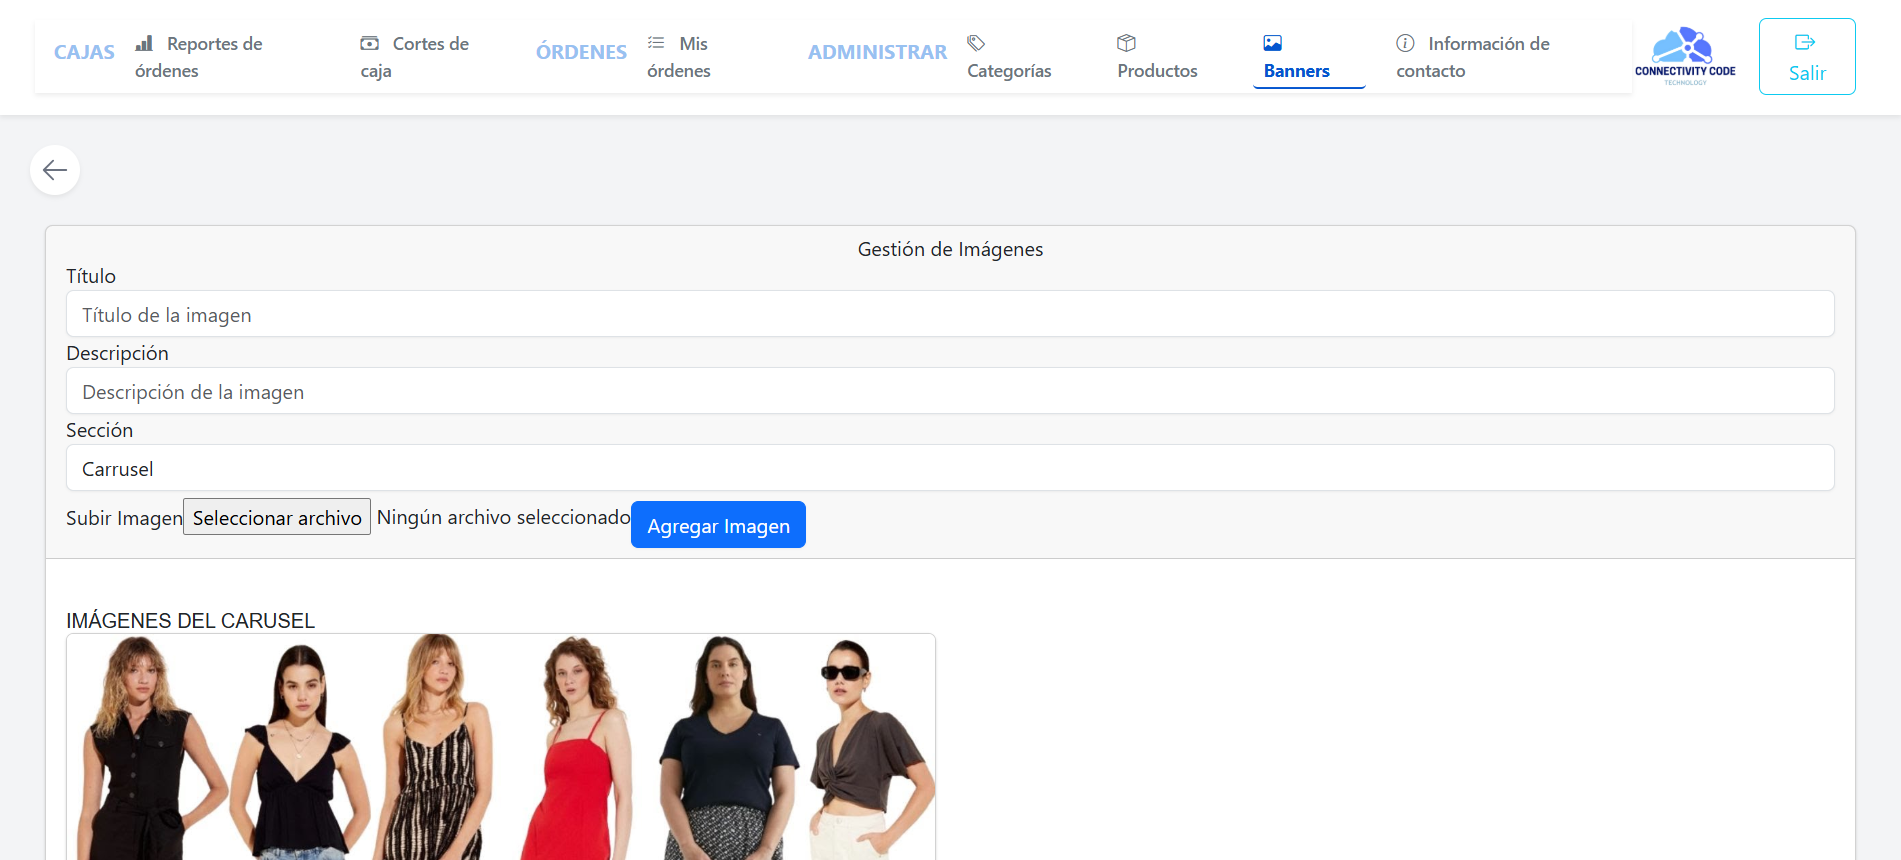 CAJAS
Reportes de
órdenes
Cortes de
caja
ÓRDENES
Mis
órdenes
ADMINISTRAR
Categorías
Productos
Banners
Información de
contacto
CONNECTIVITY CODE
TECHNOLOGY
Salir
Gestión de Imágenes
Título
Título de la imagen
Descripción
Descripción de la imagen
Sección
Carrusel
Subir Imagen Seleccionar archivo Ningún archivo seleccionado Agregar Imagen
IMÁGENES DEL CARUSEL